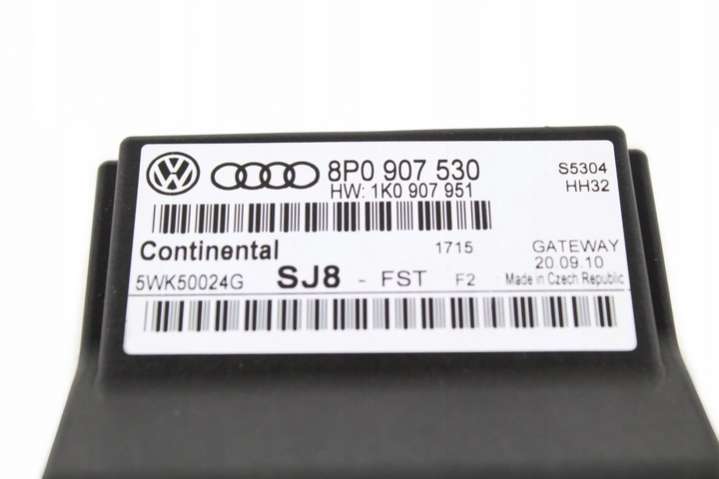 8P0 907 530 S5304
HW: 1K0 907 951 HH32
Continental 1715 GATEWAY
20.09.10
5WK50024G SJ8 - FST F2 Made in Czech Republic